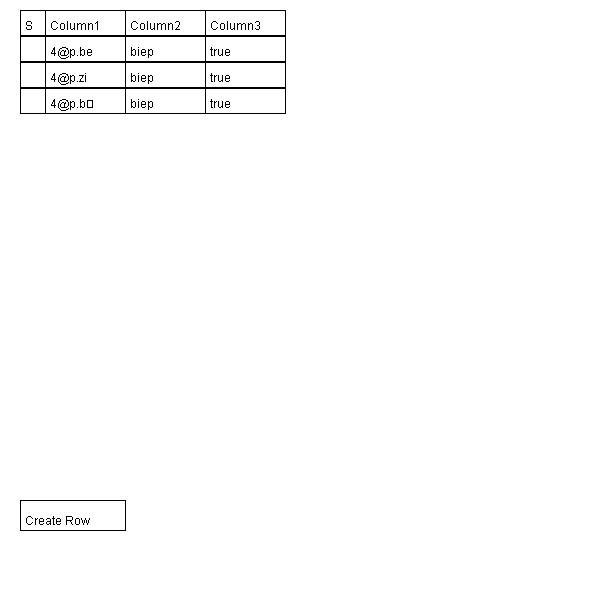 S Column1 Column2 Column3
4@p.be biep true
4@p.zi biep true
4@p.b▯ biep true
Create Row